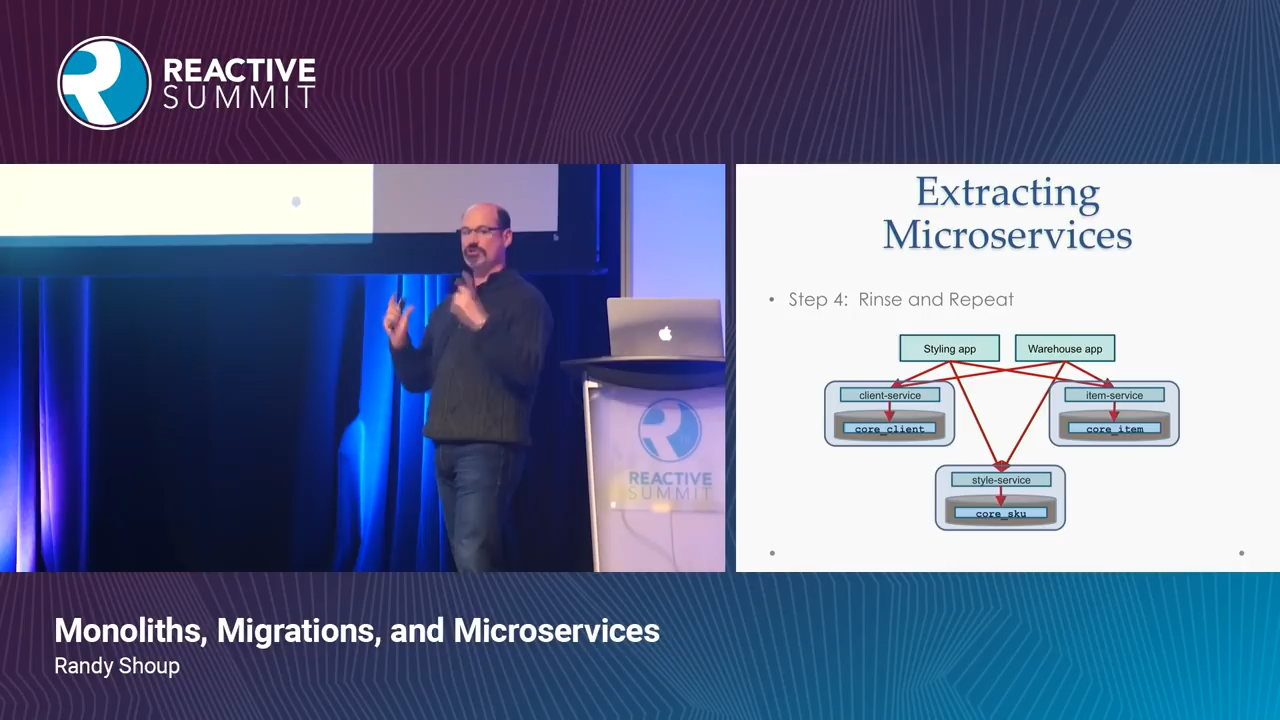 REACTIVE
SUMMIT
REACTIVE
SUMMIT
Extracting
Microservices
• Step 4: Rinse and Repeat
Styling app
Warehouse app
client-service
core_client
item-service
core_item
style-service
core_sku
Monoliths, Migrations, and Microservices
Randy Shoup